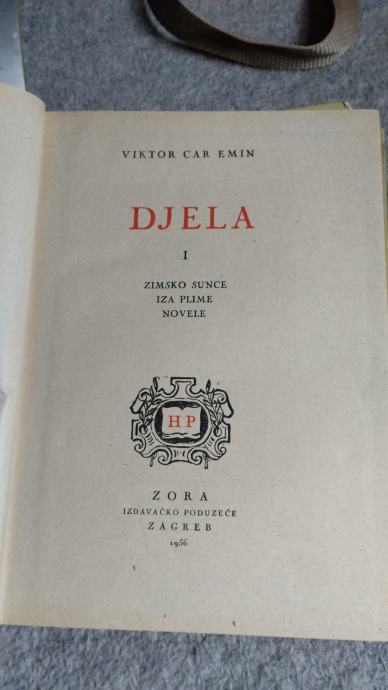 VIKTOR CAR EMIN
DJELA
I
ZIMSKO SUNCE
IZA PLIME
NOVELE
HP
ZORA
IZDAVAČKO PODUZEĆE
ZAGREB
1956